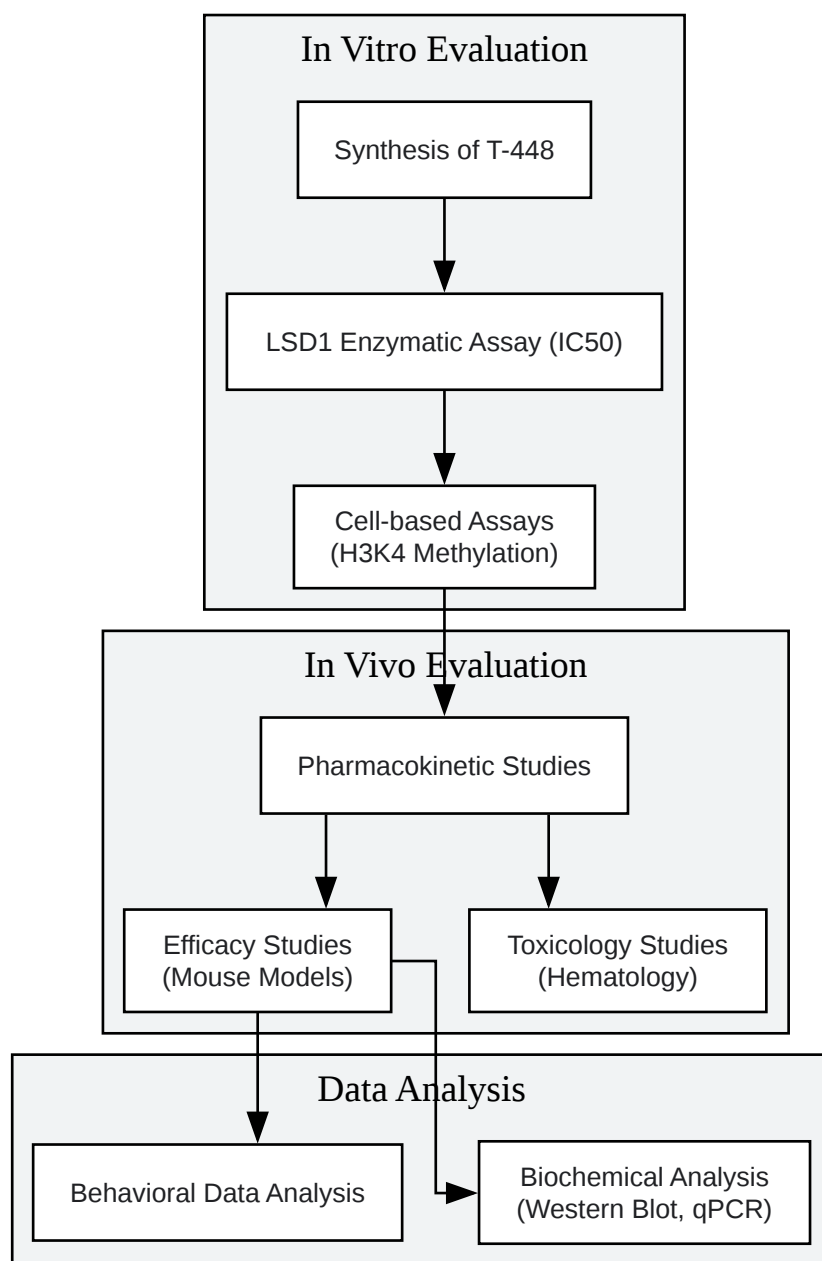 In Vitro Evaluation
Synthesis of T-448
LSD1 Enzymatic Assay (IC50)
Cell-based Assays
(H3K4 Methylation)
In Vivo Evaluation
Pharmacokinetic Studies
Efficacy Studies
(Mouse Models)
Toxicology Studies
(Hematology)
Data Analysis
Behavioral Data Analysis
Biochemical Analysis
(Western Blot, qPCR)